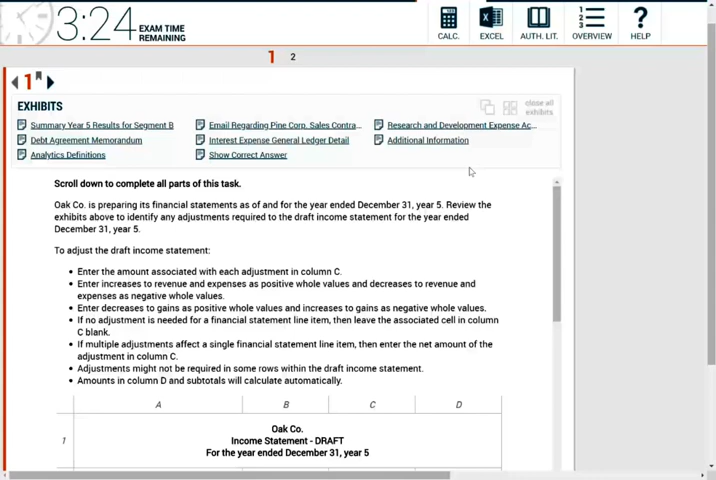 3:24 EXAM TIME REMAINING
CALC. EXCEL AUTH. LIT. OVERVIEW HELP
1 2
1
EXHIBITS
close all exhibits
Summary Year 5 Results for Segment B Email Regarding Pine Corp. Sales Contra... Research and Development Expense Ac...
Debt Agreement Memorandum Interest Expense General Ledger Detail Additional Information
Analytics Definitions Show Correct Answer
Scroll down to complete all parts of this task.
Oak Co. is preparing its financial statements as of and for the year ended December 31, year 5. Review the
exhibits above to identify any adjustments required to the draft income statement for the year ended
December 31, year 5.
To adjust the draft income statement:
• Enter the amount associated with each adjustment in column C.
• Enter increases to revenue and expenses as positive whole values and decreases to revenue and
expenses as negative whole values.
• Enter decreases to gains as positive whole values and increases to gains as negative whole values.
• If no adjustment is needed for a financial statement line item, then leave the associated cell in column
C blank.
• If multiple adjustments affect a single financial statement line item, then enter the net amount of the
adjustment in column C.
• Adjustments might not be required in some rows within the draft income statement.
• Amounts in column D and subtotals will calculate automatically.
A B C D
Oak Co.
1 Income Statement - DRAFT
For the year ended December 31, year 5